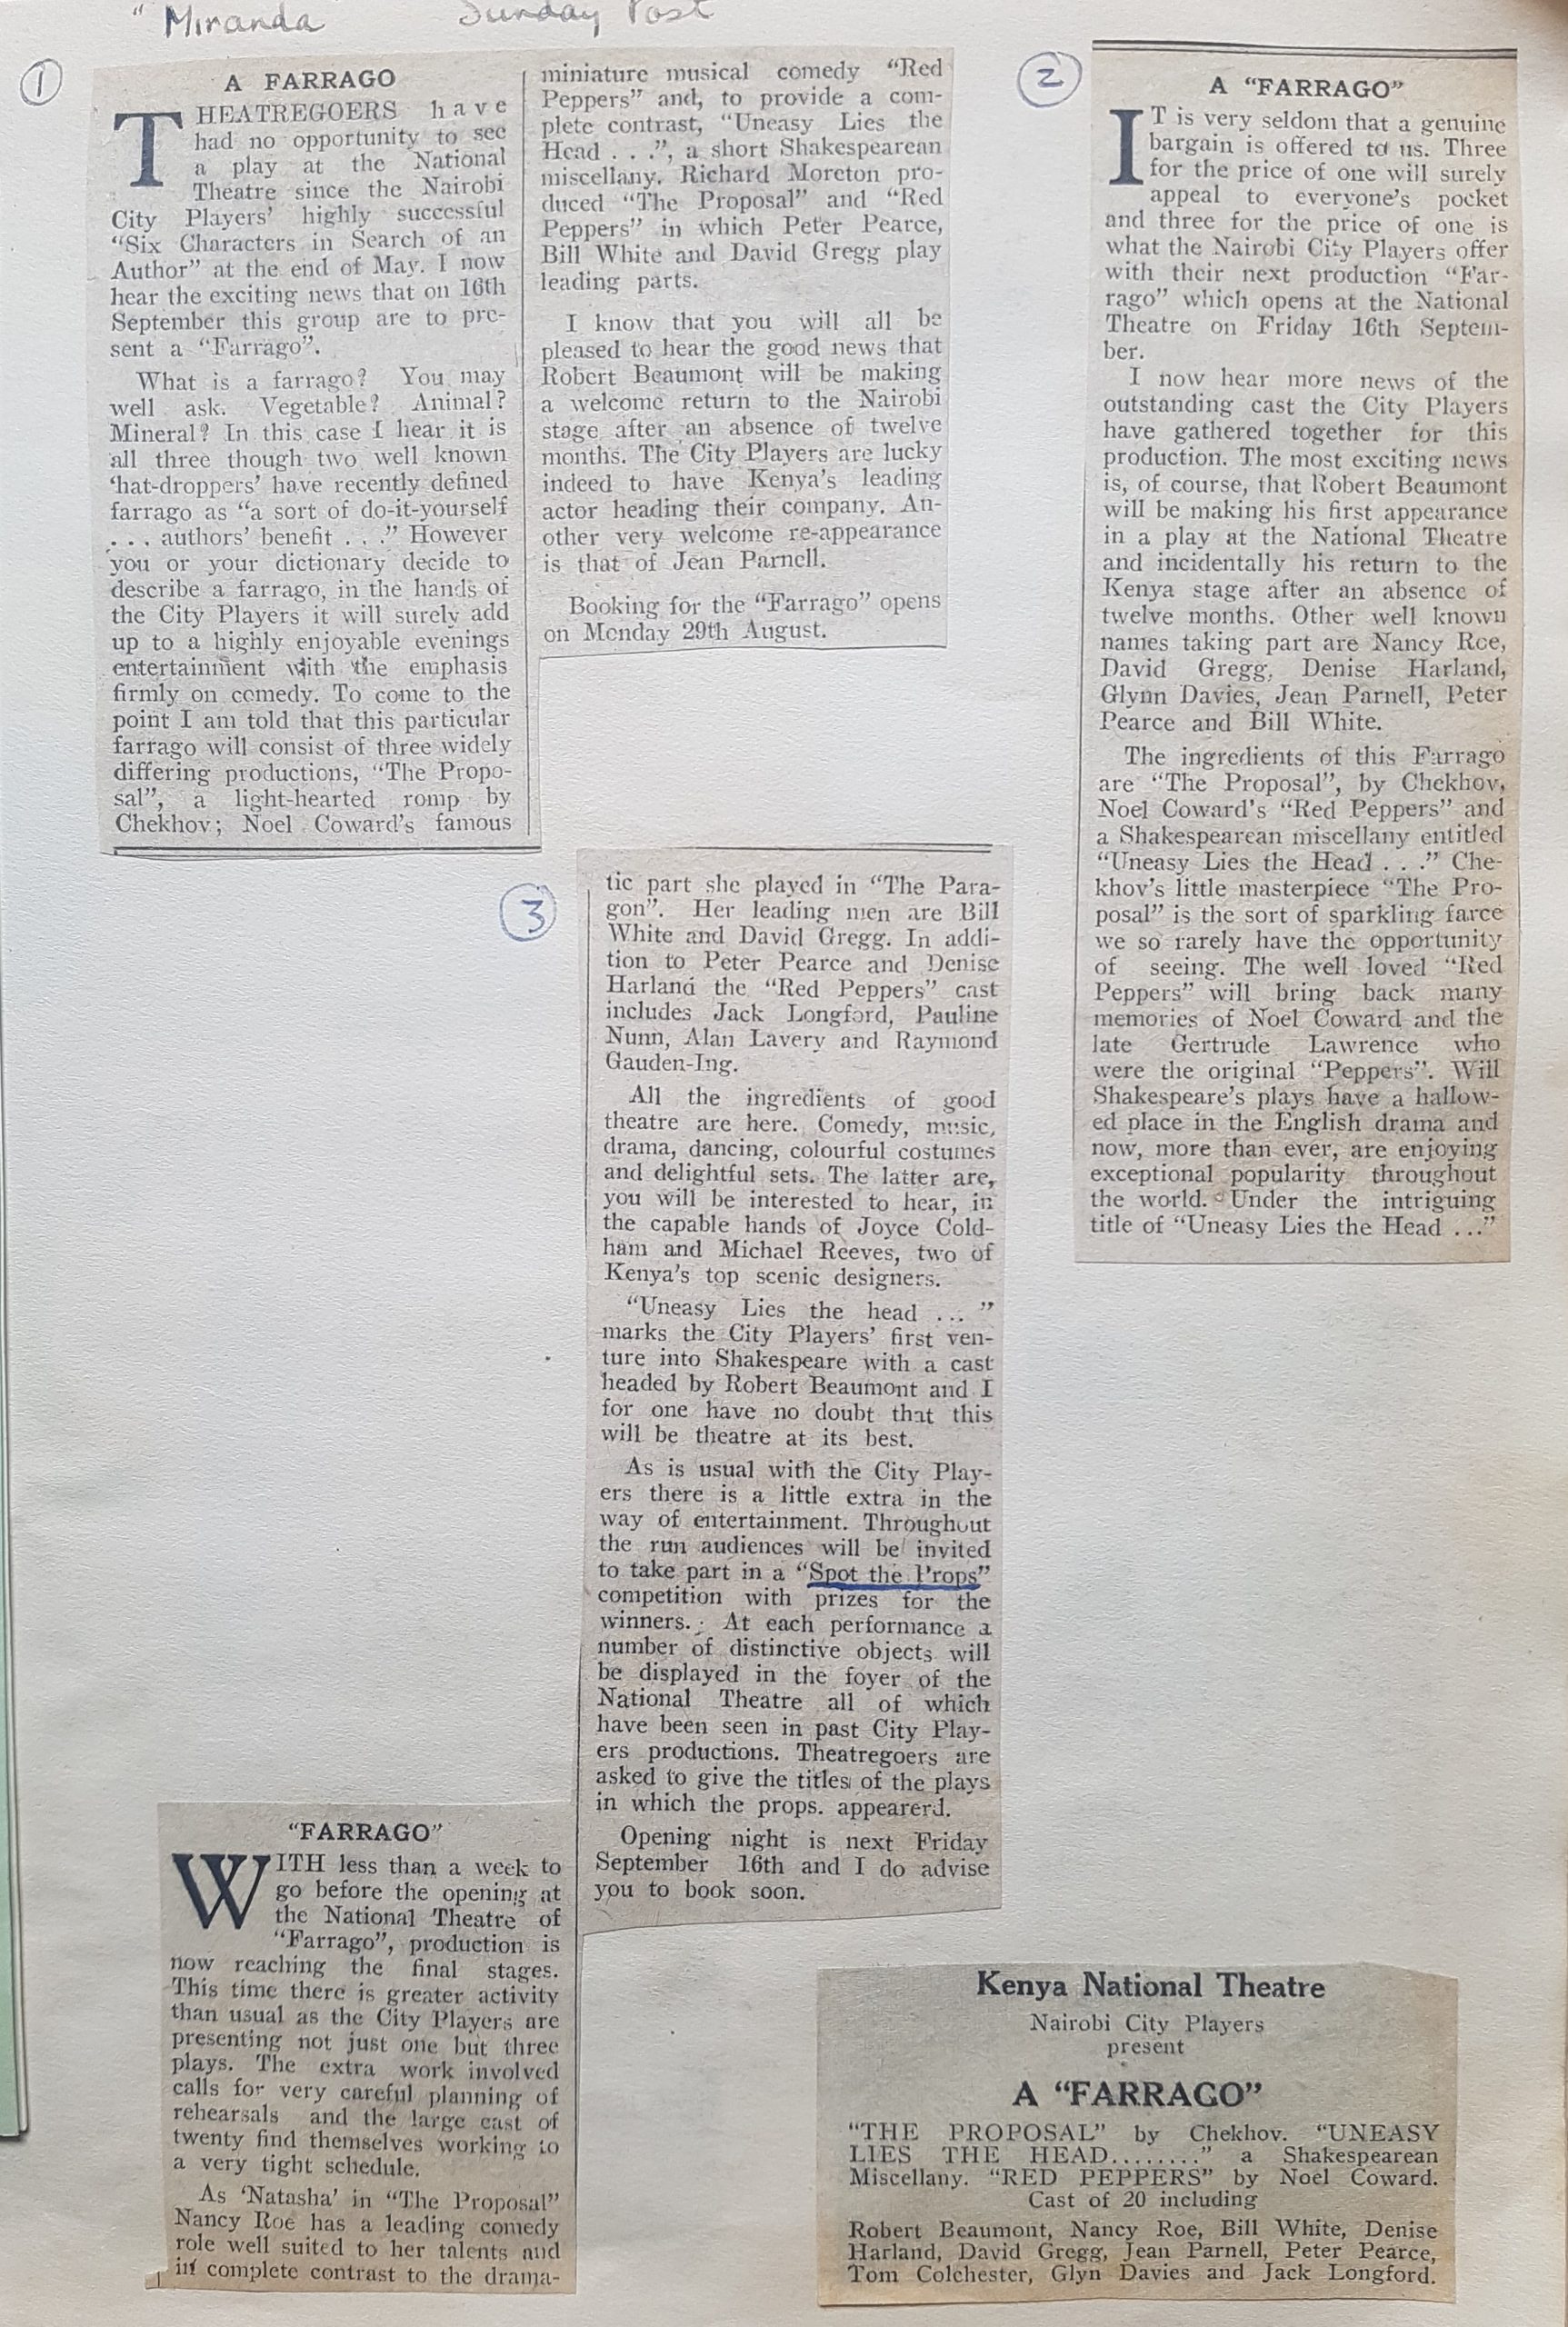 " Miranda Sunday Post
1
A FARRAGO
THEATREGOERS have
had no opportunity to see
a play at the National
Theatre since the Nairobi
City Players' highly successful
"Six Characters in Search of an
Author" at the end of May. I now
hear the exciting news that on 16th
September this group are to pre-
sent a "Farrago".
What is a farrago? You may
well ask. Vegetable? Animal?
Mineral? In this case I hear it is
all three though two well known
'hat-droppers' have recently defined
farrago as "a sort of do-it-yourself
. . . authors' benefit . . ." However
you or your dictionary decide to
describe a farrago, in the hands of
the City Players it will surely add
up to a highly enjoyable evenings
entertainment with the emphasis
firmly on comedy. To come to the
point I am told that this particular
farrago will consist of three widely
differing productions, "The Propo-
sal", a light-hearted romp by
Chekhov; Noel Coward's famous
miniature musical comedy "Red
Peppers" and, to provide a com-
plete contrast, "Uneasy Lies the
Head . . .", a short Shakespearean
miscellany. Richard Moreton pro-
duced "The Proposal" and "Red
Peppers" in which Peter Pearce,
Bill White and David Gregg play
leading parts.
I know that you will all be
pleased to hear the good news that
Robert Beaumont will be making
a welcome return to the Nairobi
stage after an absence of twelve
months. The City Players are lucky
indeed to have Kenya's leading
actor heading their company. An-
other very welcome re-appearance
is that of Jean Parnell.
Booking for the "Farrago" opens
on Monday 29th August.
2
A "FARRAGO"
IT is very seldom that a genuine
bargain is offered to us. Three
for the price of one will surely
appeal to everyone's pocket
and three for the price of one is
what the Nairobi City Players offer
with their next production "Far-
rago" which opens at the National
Theatre on Friday 16th Septem-
ber.
I now hear more news of the
outstanding cast the City Players
have gathered together for this
production. The most exciting news
is, of course, that Robert Beaumont
will be making his first appearance
in a play at the National Theatre
and incidentally his return to the
Kenya stage after an absence of
twelve months. Other well known
names taking part are Nancy Roe,
David Gregg, Denise Harland,
Glynn Davies, Jean Parnell, Peter
Pearce and Bill White.
The ingredients of this Farrago
are "The Proposal", by Chekhov,
Noel Coward's "Red Peppers" and
a Shakespearean miscellany entitled
"Uneasy Lies the Head . . ." Che-
khov's little masterpiece "The Pro-
posal" is the sort of sparkling farce
we so rarely have the opportunity
of seeing. The well loved "Red
Peppers" will bring back many
memories of Noel Coward and the
late Gertrude Lawrence who
were the original "Peppers". Will
Shakespeare's plays have a hallow-
ed place in the English drama and
now, more than ever, are enjoying
exceptional popularity throughout
the world. Under the intriguing
title of "Uneasy Lies the Head ..."
3
"FARRAGO"
WITH less than a week to
go before the opening at
the National Theatre of
"Farrago", production is
now reaching the final stages.
This time there is greater activity
than usual as the City Players are
presenting not just one but three
plays. The extra work involved
calls for very careful planning of
rehearsals and the large cast of
twenty find themselves working to
a very tight schedule.
As 'Natasha' in "The Proposal"
Nancy Roe has a leading comedy
role well suited to her talents and
in complete contrast to the drama-
tic part she played in "The Para-
gon". Her leading men are Bill
White and David Gregg. In addi-
tion to Peter Pearce and Denise
Harland the "Red Peppers" cast
includes Jack Longford, Pauline
Nunn, Alan Lavery and Raymond
Gauden-Ing.
All the ingredients of good
theatre are here. Comedy, music,
drama, dancing, colourful costumes
and delightful sets. The latter are,
you will be interested to hear, in
the capable hands of Joyce Cold-
ham and Michael Reeves, two of
Kenya's top scenic designers.
"Uneasy Lies the head ... "
marks the City Players' first ven-
ture into Shakespeare with a cast
headed by Robert Beaumont and I
for one have no doubt that this
will be theatre at its best.
As is usual with the City Play-
ers there is a little extra in the
way of entertainment. Throughout
the run audiences will be invited
to take part in a "Spot the Props"
competition with prizes for the
winners. At each performance a
number of distinctive objects will
be displayed in the foyer of the
National Theatre all of which
have been seen in past City Play-
ers productions. Theatregoers are
asked to give the titles of the plays
in which the props. appearerd.
Opening night is next Friday
September 16th and I do advise
you to book soon.
Kenya National Theatre
Nairobi City Players
present
A "FARRAGO"
"THE PROPOSAL" by Chekhov. "UNEASY
LIES THE HEAD........" a Shakespearean
Miscellany. "RED PEPPERS" by Noel Coward.
Cast of 20 including
Robert Beaumont, Nancy Roe, Bill White, Denise
Harland, David Gregg, Jean Parnell, Peter Pearce,
Tom Colchester, Glyn Davies and Jack Longford.